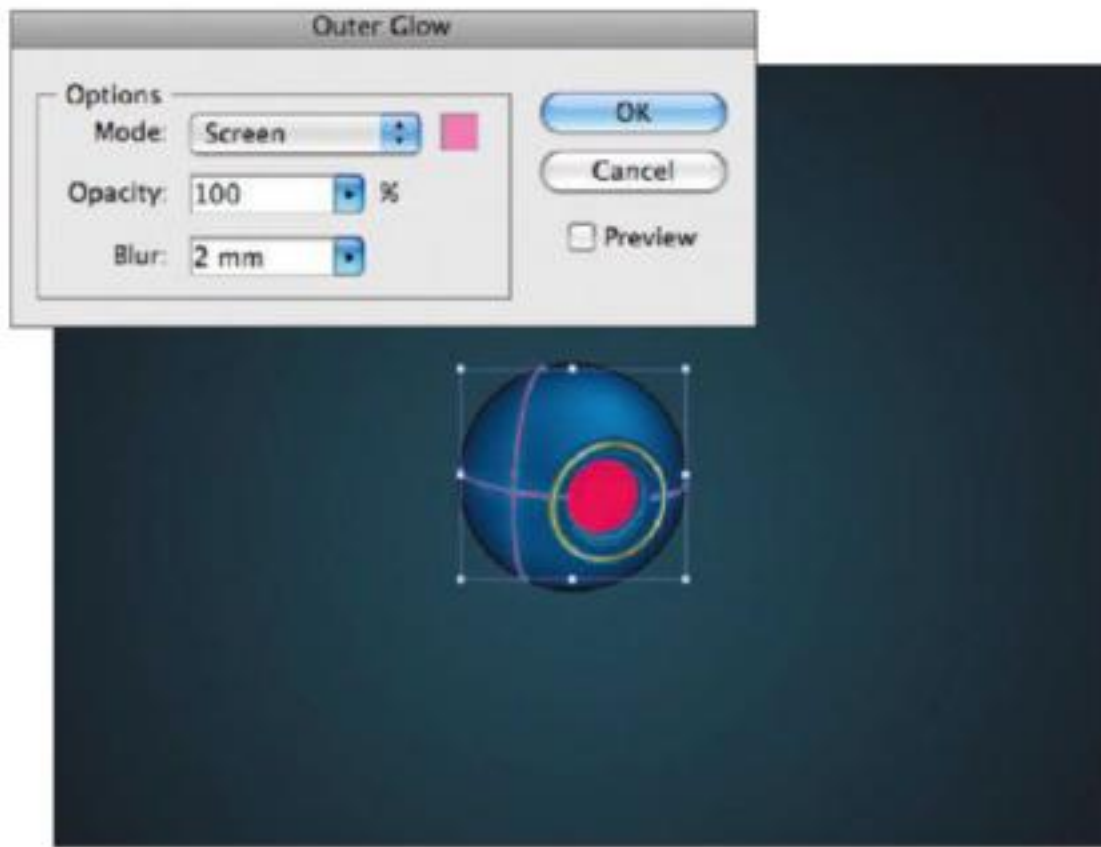 Outer Glow
Options
Mode: Screen
OK
Opacity: 100 %
Cancel
Blur: 2 mm
Preview